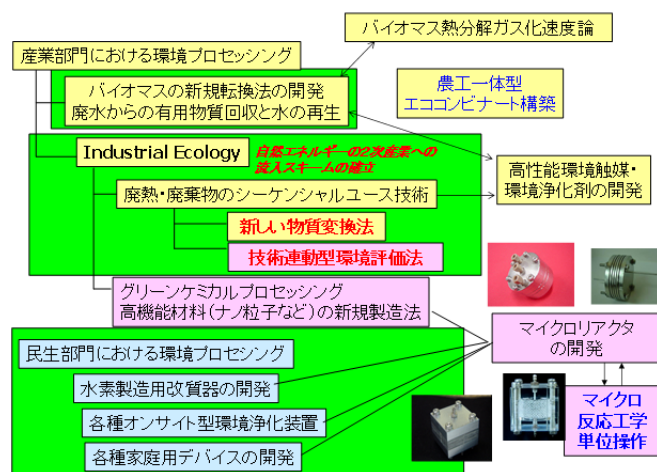 バイオマス熱分解ガス化速度論
産業部門における環境プロセッシング
バイオマスの新規転換法の開発
廃水からの有用物質回収と水の再生
農工一体型
エココンビナート構築
Industrial Ecology
自然エネルギーの2次産業への
流入スキームの確立
高性能環境触媒・
環境浄化剤の開発
廃熱・廃棄物のシーケンシャルユース技術
新しい物質変換法
技術連動型環境評価法
グリーンケミカルプロセッシング
高機能材料(ナノ粒子など)の新規製造法
マイクロリアクタ
の開発
民生部門における環境プロセシング
水素製造用改質器の開発
各種オンサイト型環境浄化装置
各種家庭用デバイスの開発
マイクロ
反応工学
単位操作